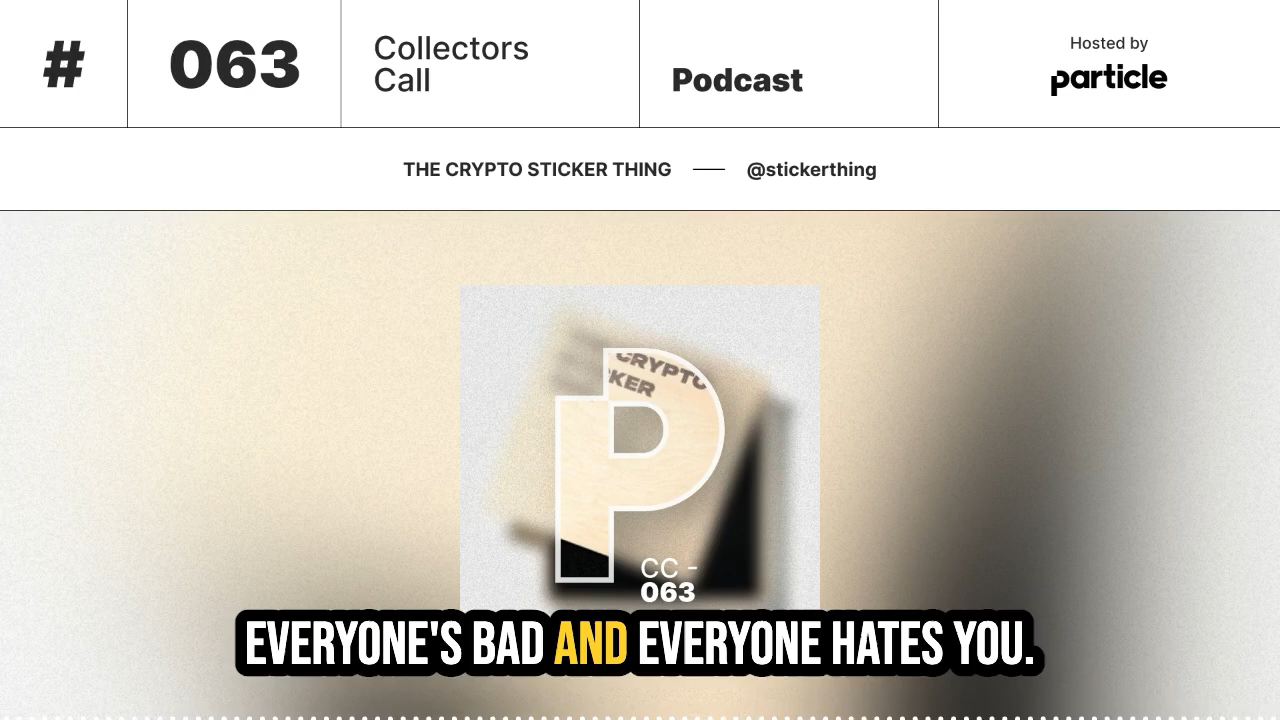 #
063
Collectors
Call
Podcast
Hosted by
particle
THE CRYPTO STICKER THING — @stickerthing
CRYPTO
KER
P
CC -
063
EVERYONE'S BAD AND EVERYONE HATES YOU.